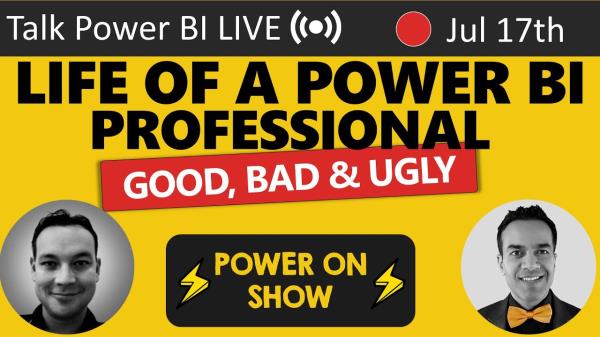 Talk Power BI LIVE
Jul 17th
LIFE OF A POWER BI
PROFESSIONAL
GOOD, BAD & UGLY
POWER ON
SHOW